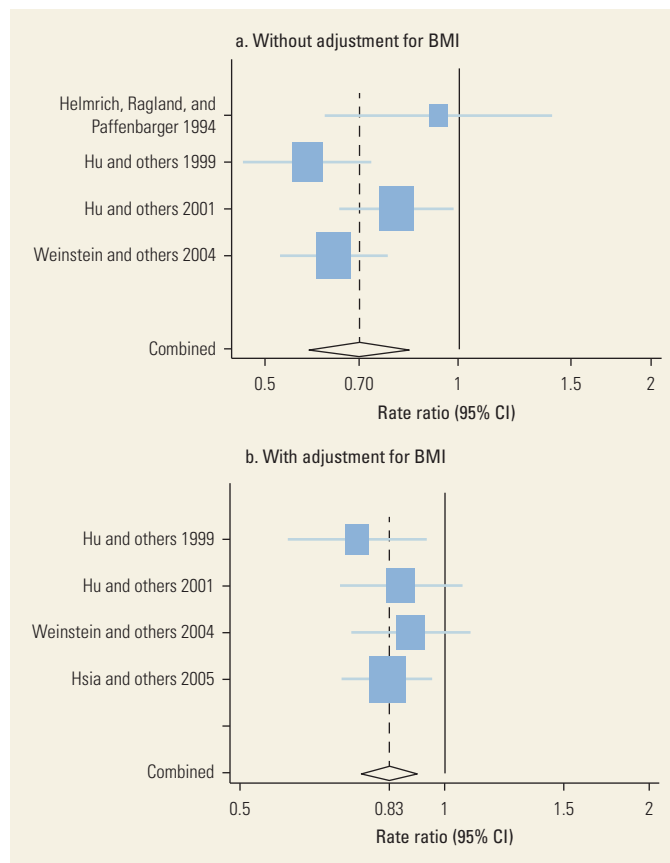 a. Without adjustment for BMI
Helmrich, Ragland, and
Paffenbarger 1994
Hu and others 1999
Hu and others 2001
Weinstein and others 2004
Combined
0.5 0.70 1 1.5 2
Rate ratio (95% CI)
b. With adjustment for BMI
Hu and others 1999
Hu and others 2001
Weinstein and others 2004
Hsia and others 2005
Combined
0.5 0.83 1 1.5 2
Rate ratio (95% CI)